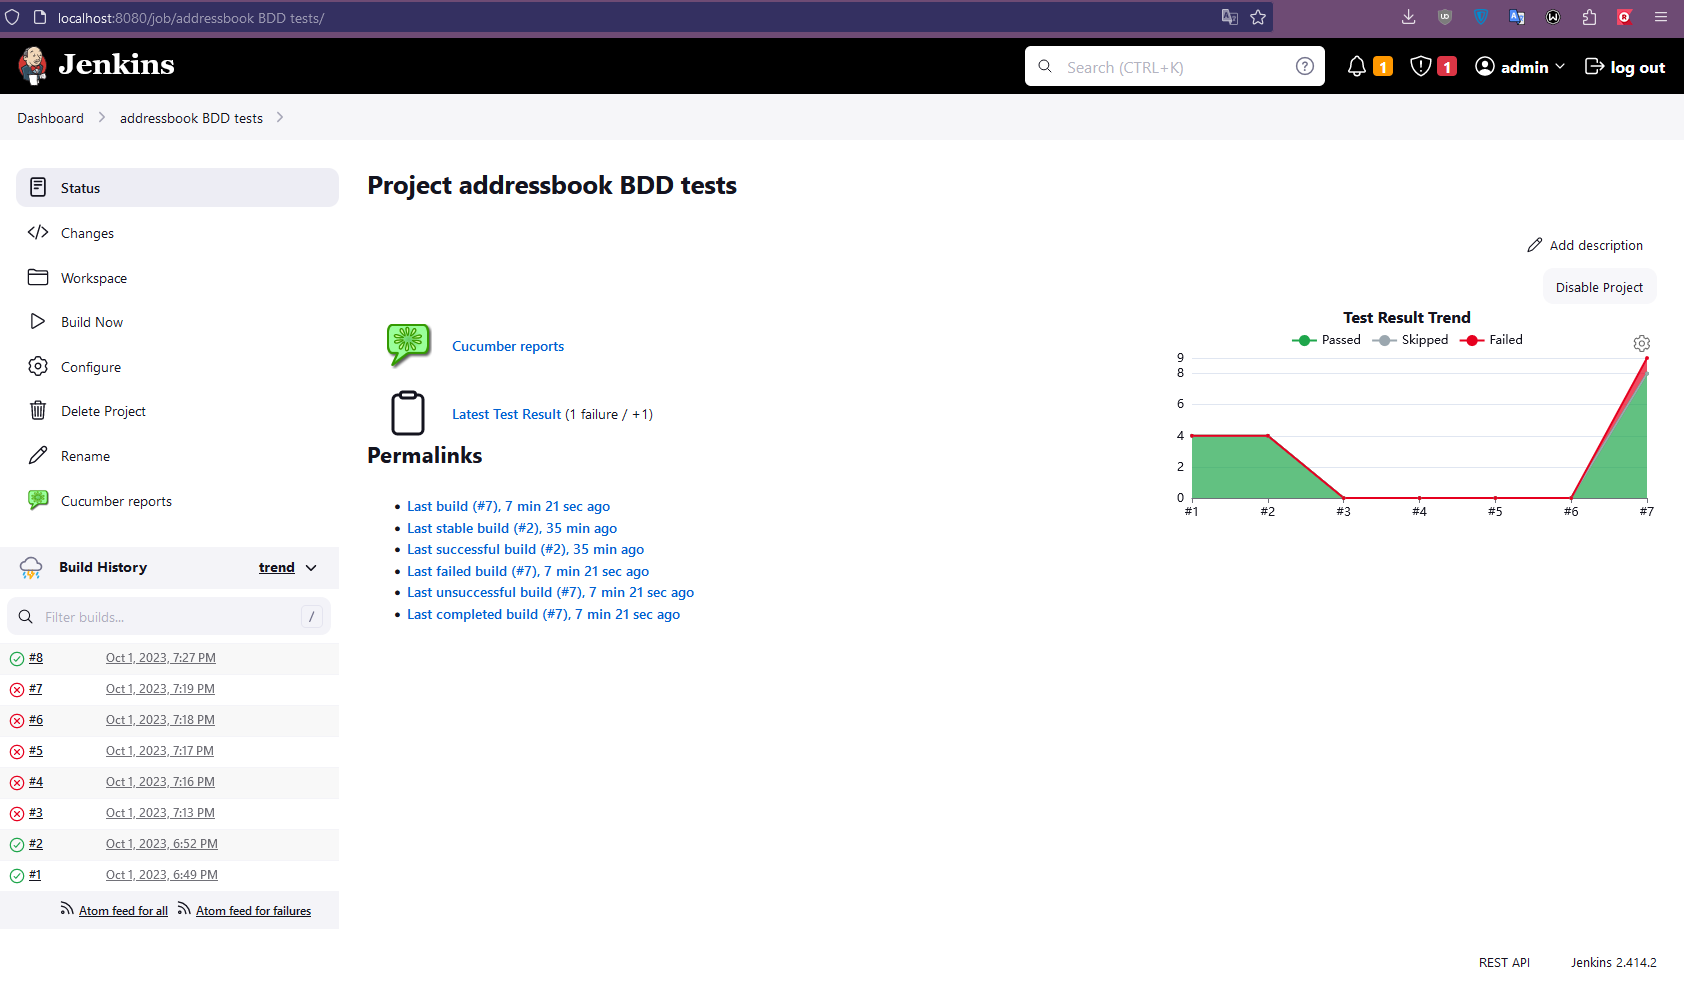 localhost:8080/job/addressbook BDD tests/
Jenkins
Search (CTRL+K)
1
1
admin
log out
Dashboard
addressbook BDD tests
Status
Changes
Workspace
Build Now
Configure
Delete Project
Rename
Cucumber reports
Build History
trend
Filter builds...
/
#8 Oct 1, 2023, 7:27 PM
#7 Oct 1, 2023, 7:19 PM
#6 Oct 1, 2023, 7:18 PM
#5 Oct 1, 2023, 7:17 PM
#4 Oct 1, 2023, 7:16 PM
#3 Oct 1, 2023, 7:13 PM
#2 Oct 1, 2023, 6:52 PM
#1 Oct 1, 2023, 6:49 PM
Atom feed for all Atom feed for failures
Project addressbook BDD tests
Add description
Disable Project
Cucumber reports
Latest Test Result (1 failure / +1)
Permalinks
Last build (#7), 7 min 21 sec ago
Last stable build (#2), 35 min ago
Last successful build (#2), 35 min ago
Last failed build (#7), 7 min 21 sec ago
Last unsuccessful build (#7), 7 min 21 sec ago
Last completed build (#7), 7 min 21 sec ago
Test Result Trend
Passed Skipped Failed
9
8
6
4
2
0
#1 #2 #3 #4 #5 #6 #7
REST API
Jenkins 2.414.2